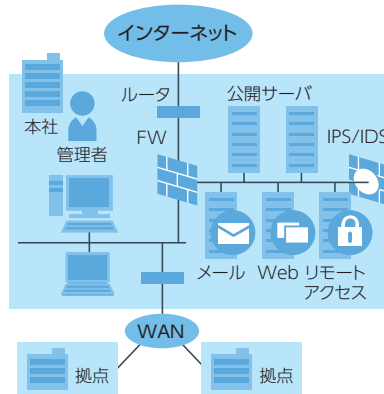 インターネット
本社
管理者
ルータ
FW
公開サーバ
IPS/IDS
メール
Web
リモート
アクセス
WAN
拠点
拠点